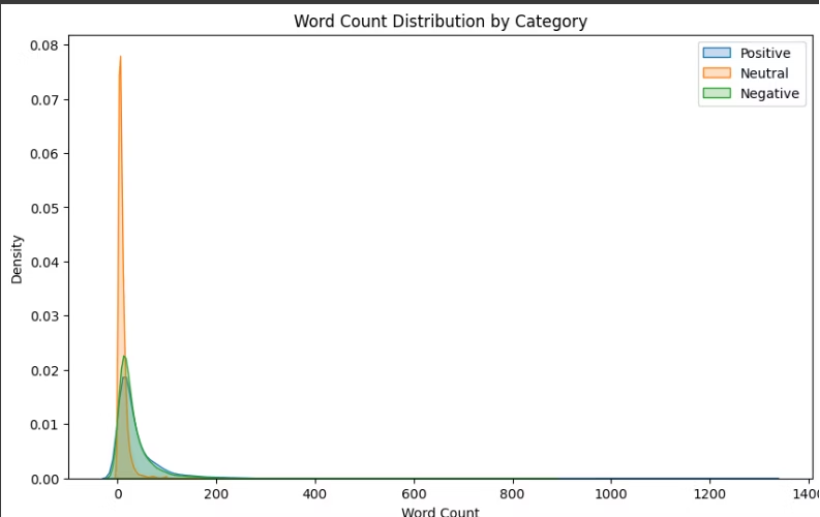 Word Count Distribution by Category
Positive
Neutral
Negative
0.08
0.07
0.06
0.05
0.04
0.03
0.02
0.01
0.00
Density
0 200 400 600 800 1000 1200 1400
Word Count